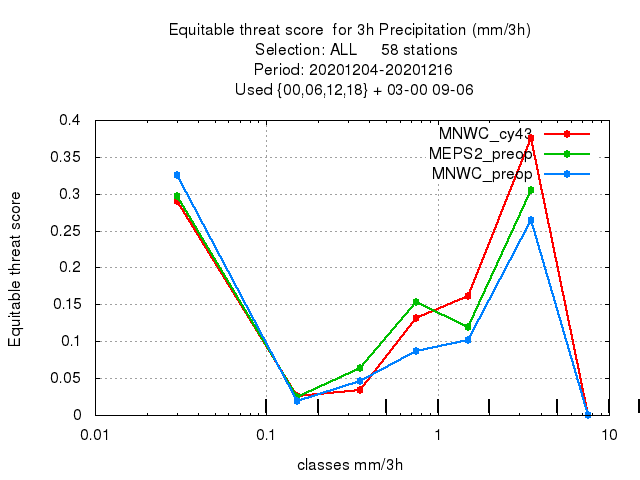 Equitable threat score  for 3h Precipitation (mm/3h)
Selection: ALL     58 stations
Period: 20201204-20201216
Used {00,06,12,18} + 03-00 09-06
MNWC_cy43
MEPS2_preop
MNWC_preop
Equitable threat score
0.4
0.35
0.3
0.25
0.2
0.15
0.1
0.05
0
0.01 0.1 1 10
classes mm/3h